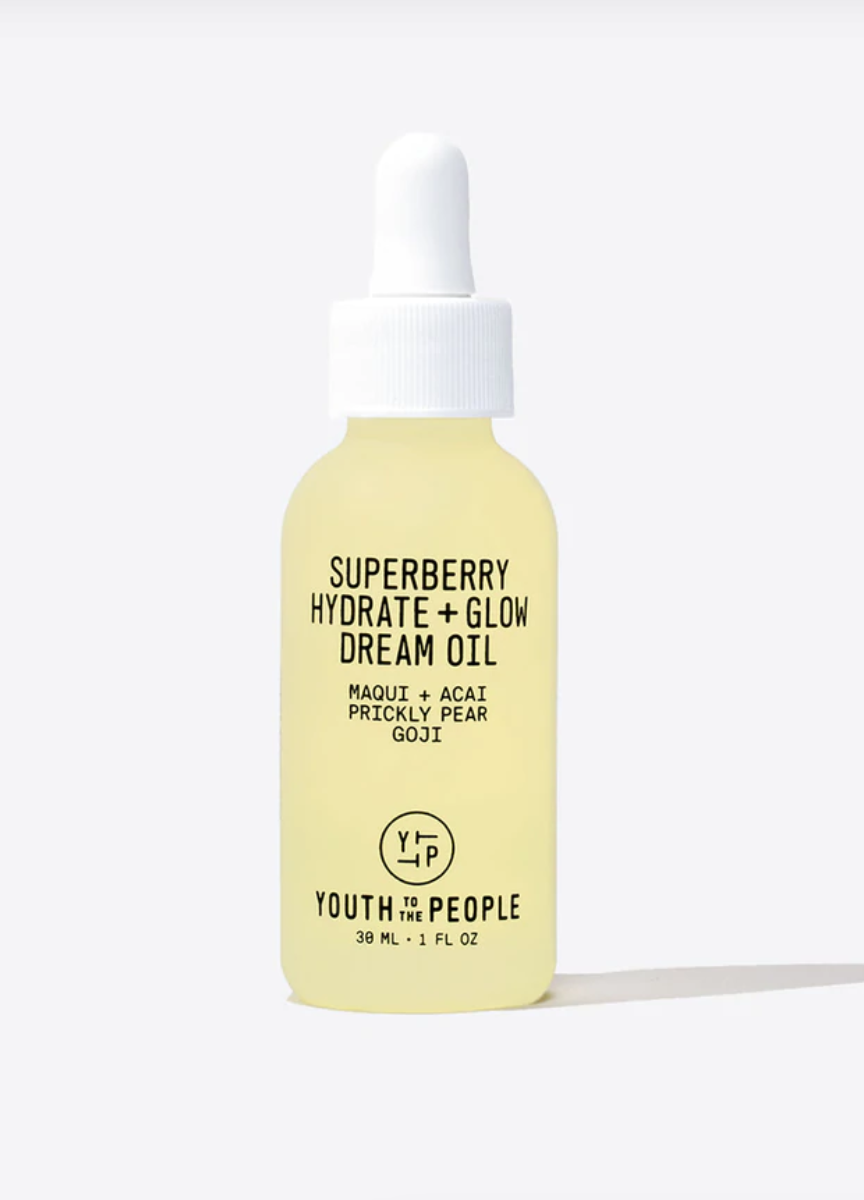 SUPERBERRY
HYDRATE + GLOW
DREAM OIL
MAQUI + ACAI
PRICKLY PEAR
GOJI
YTTP
YOUTH TO THE PEOPLE
30 ML · 1 FL OZ